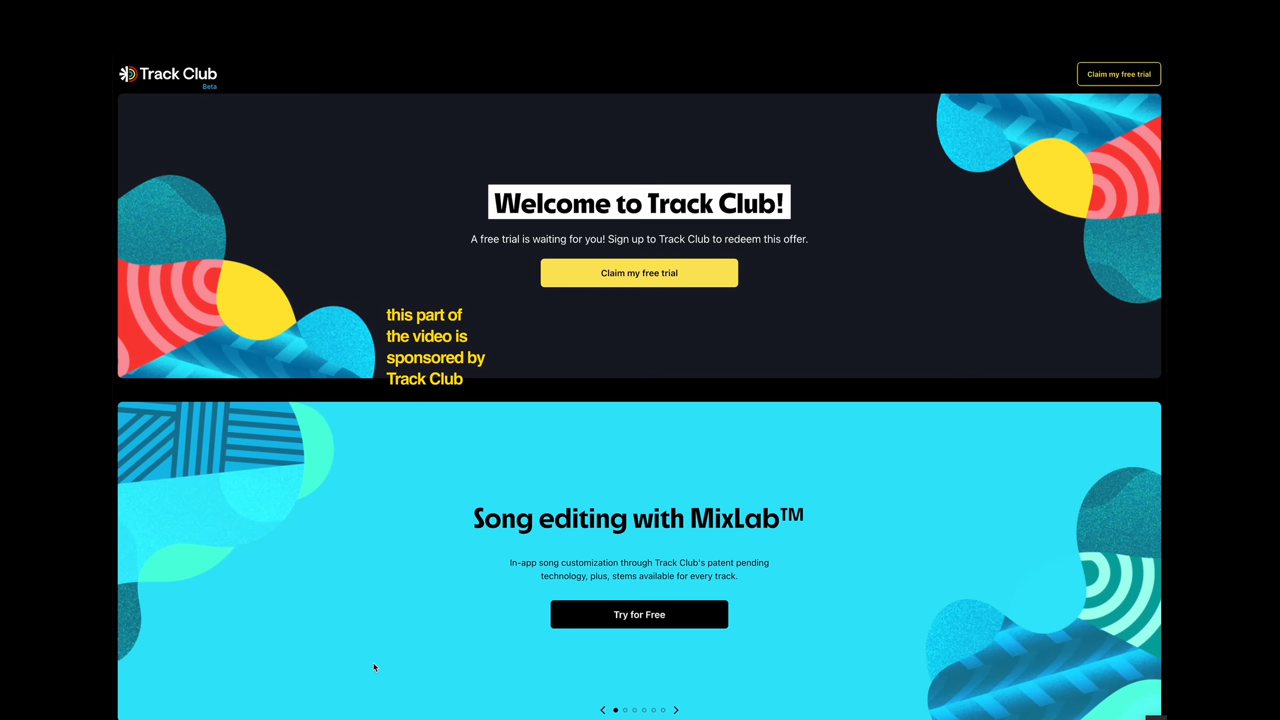 Track Club
Beta
Claim my free trial
Welcome to Track Club!
A free trial is waiting for you! Sign up to Track Club to redeem this offer.
Claim my free trial
this part of
the video is
sponsored by
Track Club
Song editing with MixLab™
In-app song customization through Track Club's patent pending
technology, plus, stems available for every track.
Try for Free